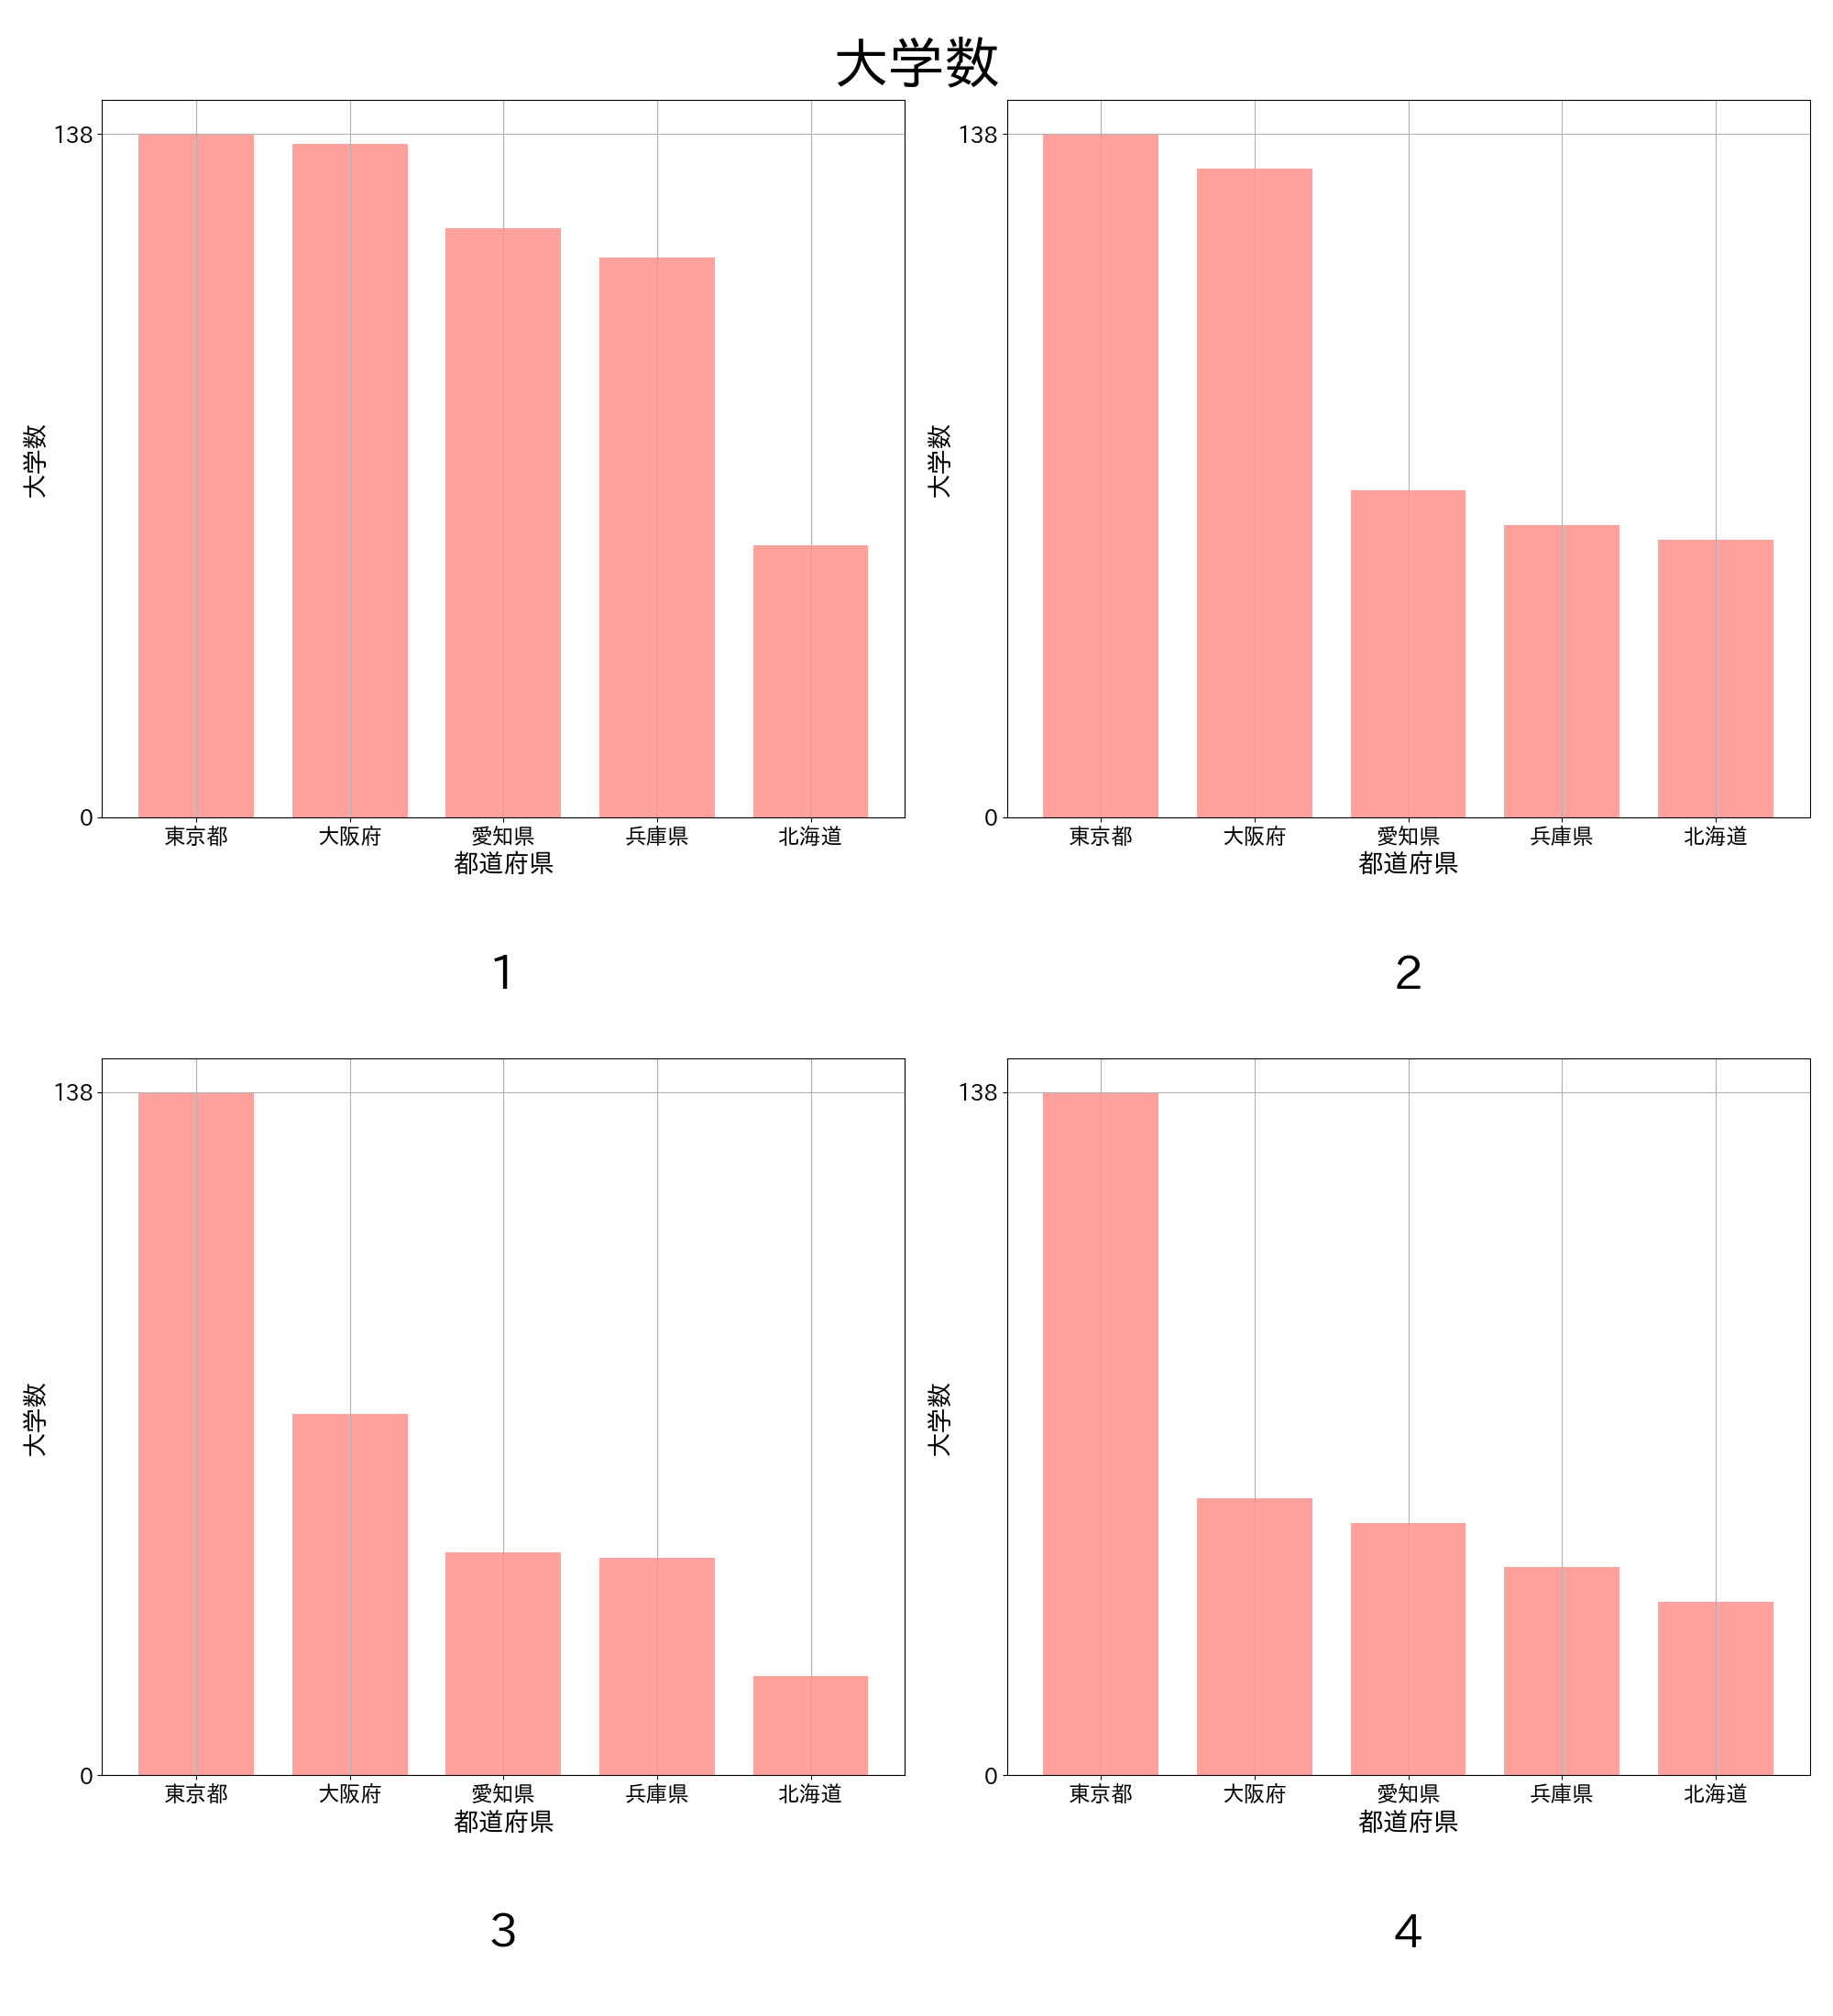 大学数
138
0
大学数
東京都 大阪府 愛知県 兵庫県 北海道
都道府県
1
138
0
大学数
東京都 大阪府 愛知県 兵庫県 北海道
都道府県
2
138
0
大学数
東京都 大阪府 愛知県 兵庫県 北海道
都道府県
3
138
0
大学数
東京都 大阪府 愛知県 兵庫県 北海道
都道府県
4